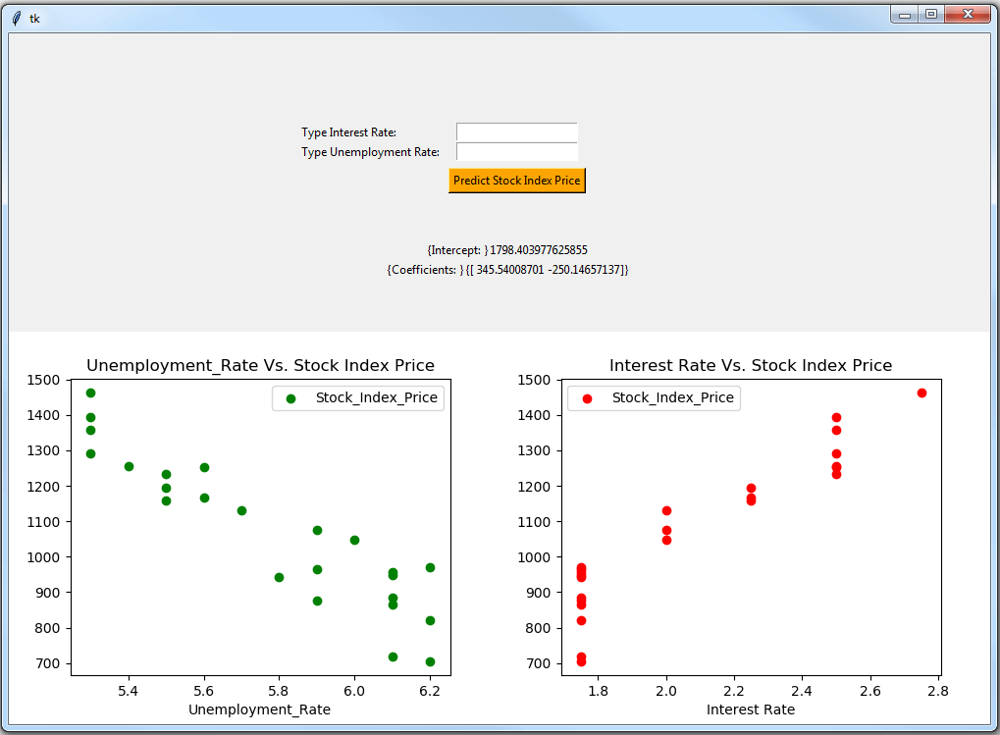 tk
Type Interest Rate:
Type Unemployment Rate:
Predict Stock Index Price
{Intercept: } 1798.403977625855
{Coefficients: } {[ 345.54008701 -250.14657137]}
Unemployment_Rate Vs. Stock Index Price
Stock_Index_Price
1500
1400
1300
1200
1100
1000
900
800
700
5.4 5.6 5.8 6.0 6.2
Unemployment_Rate
Interest Rate Vs. Stock Index Price
Stock_Index_Price
1500
1400
1300
1200
1100
1000
900
800
700
1.8 2.0 2.2 2.4 2.6 2.8
Interest Rate